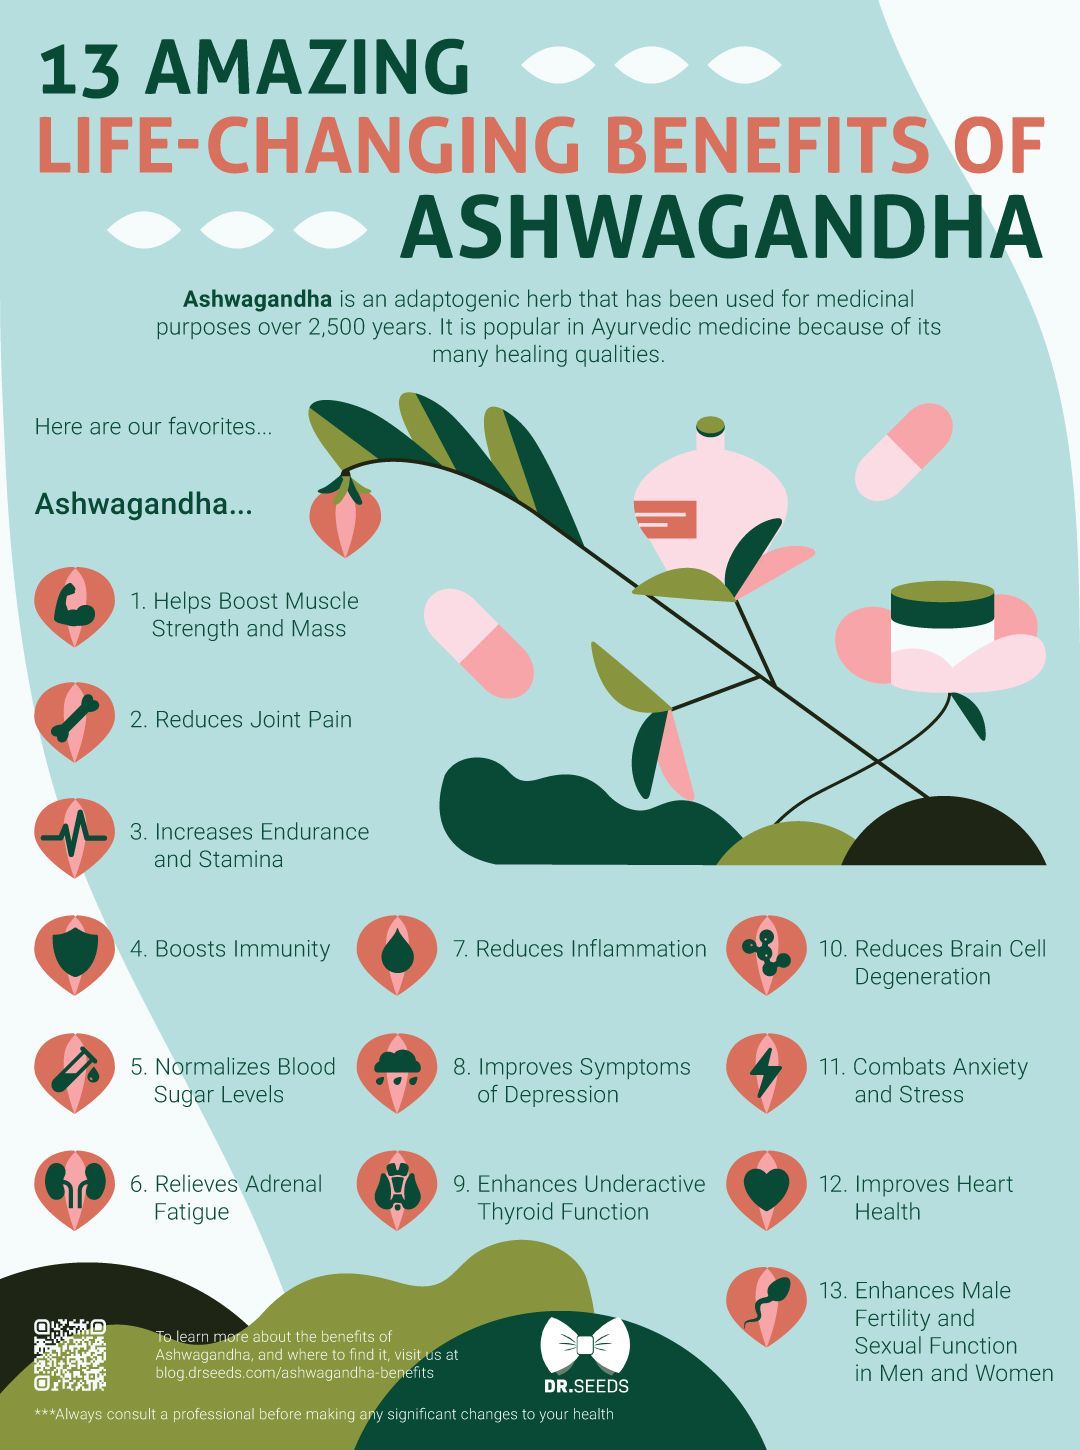 13 AMAZING
LIFE-CHANGING BENEFITS OF
ASHWAGANDHA
Ashwagandha is an adaptogenic herb that has been used for medicinal
purposes over 2,500 years. It is popular in Ayurvedic medicine because of its
many healing qualities.
Here are our favorites...
Ashwagandha...
1. Helps Boost Muscle
Strength and Mass
2. Reduces Joint Pain
3. Increases Endurance
and Stamina
4. Boosts Immunity
5. Normalizes Blood
Sugar Levels
6. Relieves Adrenal
Fatigue
7. Reduces Inflammation
8. Improves Symptoms
of Depression
9. Enhances Underactive
Thyroid Function
10. Reduces Brain Cell
Degeneration
11. Combats Anxiety
and Stress
12. Improves Heart
Health
13. Enhances Male
Fertility and
Sexual Function
in Men and Women
To learn more about the benefits of
Ashwagandha, and where to find it, visit us at
blog.drseeds.com/ashwagandha-benefits
DR.SEEDS
***Always consult a professional before making any significant changes to your health